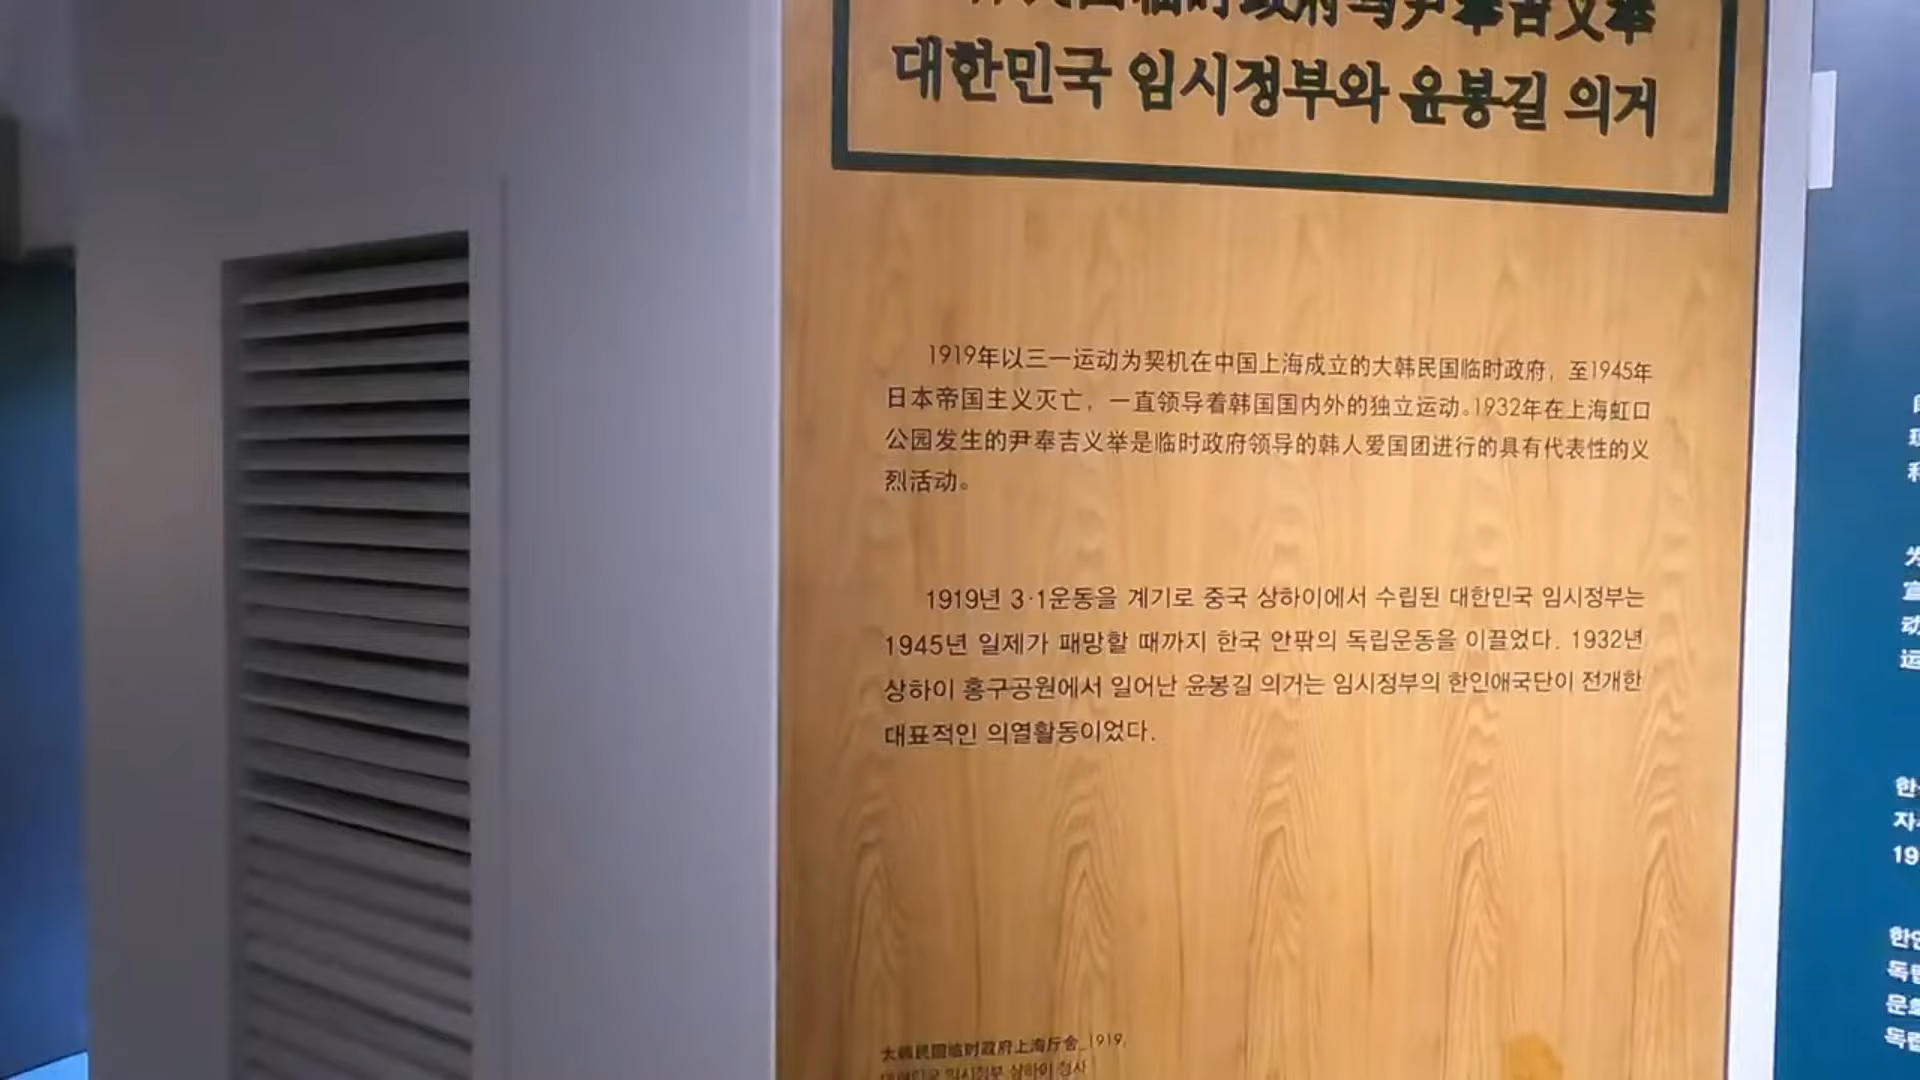 民国临时政府与尹奉吉义举
대한민국 임시정부와 윤봉길 의거
1919年以三一运动为契机在中国上海成立的大韩民国临时政府，至1945年
日本帝国主义灭亡，一直领导着韩国国内外的独立运动。1932年在上海虹口
公园发生的尹奉吉义举是临时政府领导的韩人爱国团进行的具有代表性的义
烈活动。
1919년 3·1운동을 계기로 중국 상하이에서 수립된 대한민국 임시정부는
1945년 일제가 패망할 때까지 한국 안팎의 독립운동을 이끌었다. 1932년
상하이 홍구공원에서 일어난 윤봉길 의거는 임시정부의 한인애국단이 전개한
대표적인 의열활동이었다.
大韩民国临时政府上海厅舍_1919,
대한민국 임시정부 상하이 청사
为
动
运
19